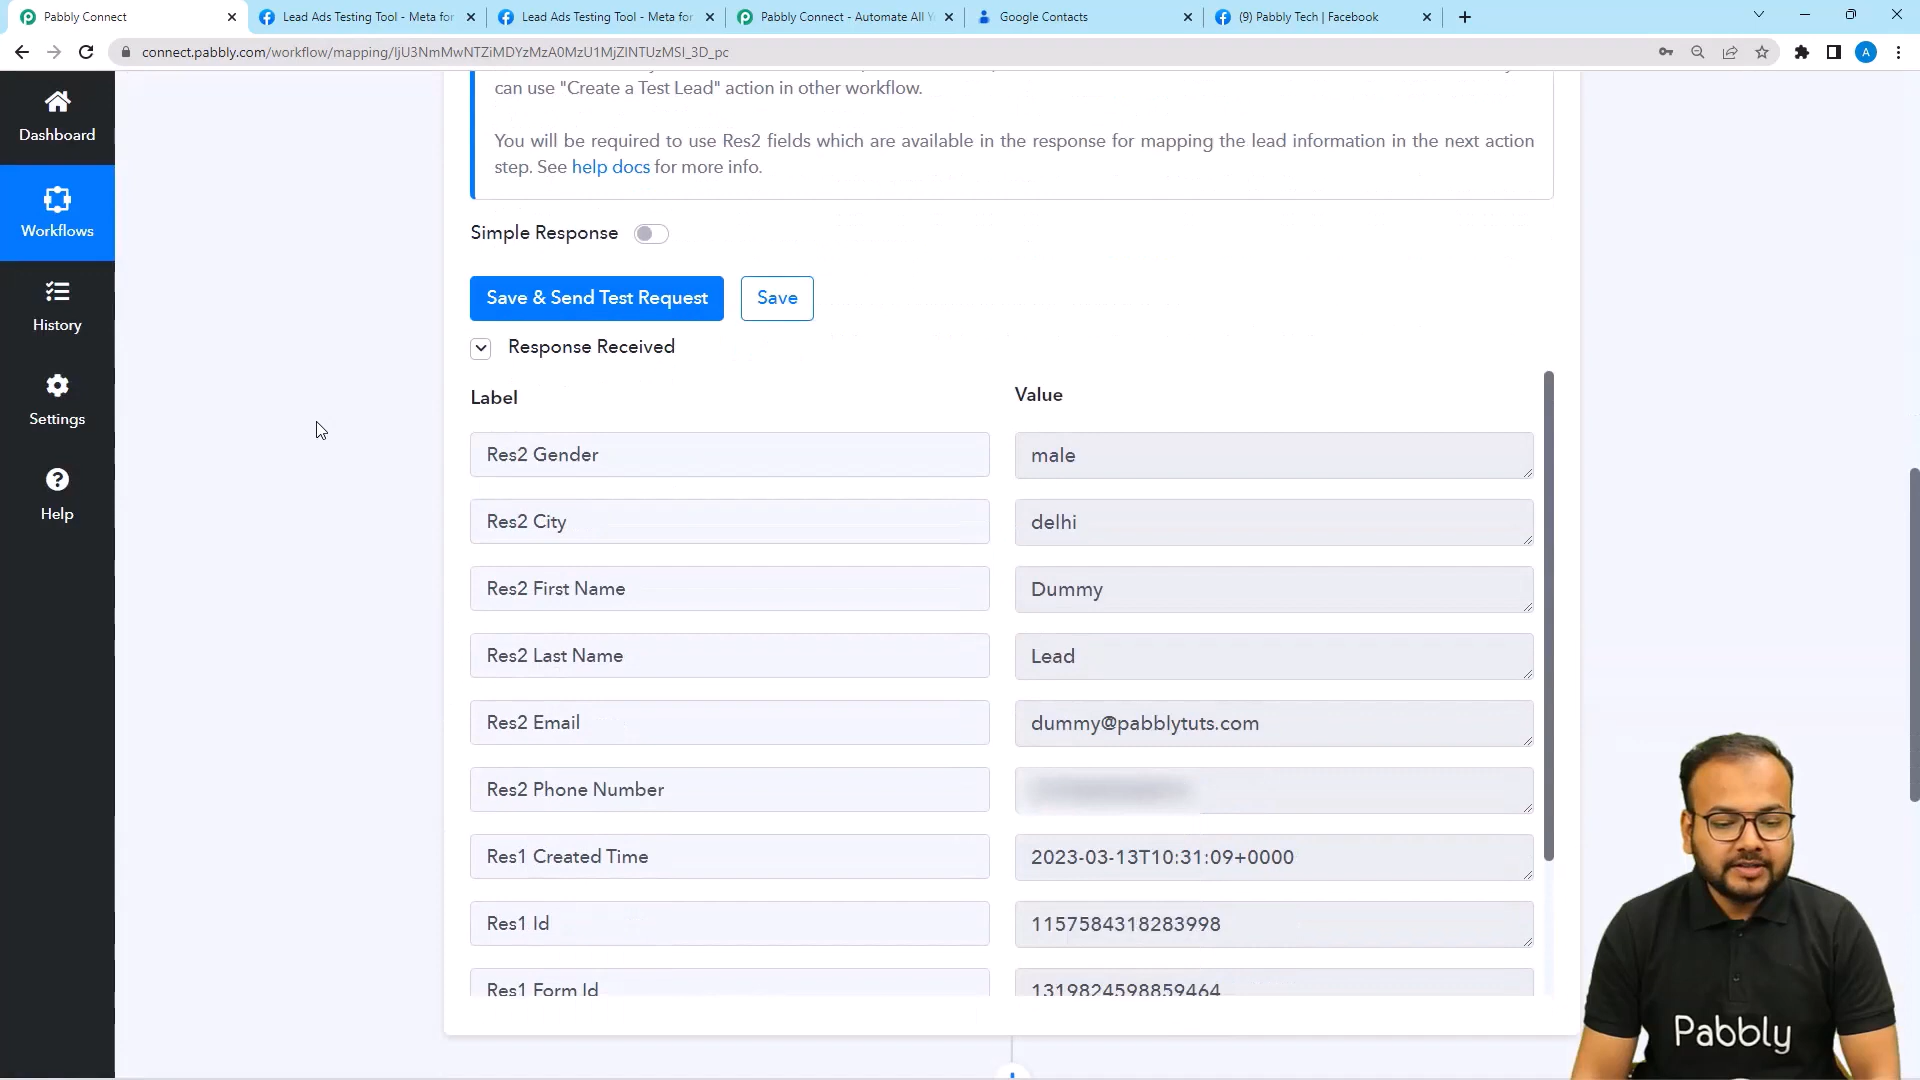 Pabbly Connect
Lead Ads Testing Tool - Meta for
Lead Ads Testing Tool - Meta for
Pabbly Connect - Automate All Y
Google Contacts
(9) Pabbly Tech | Facebook
connect.pabbly.com/workflow/mapping/IjU3NmMwNTZiMDYzMzA0MzU1MjZlNTUzMSI_3D_pc
A
can use "Create a Test Lead" action in other workflow.
Dashboard
You will be required to use Res2 fields which are available in the response for mapping the lead information in the next action
step. See help docs for more info.
Workflows
Simple Response
Save & Send Test Request
Save
History
Response Received
Label
Value
Settings
Res2 Gender
male
Help
Res2 City
delhi
Res2 First Name
Dummy
Res2 Last Name
Lead
Res2 Email
dummy@pabblytuts.com
Res2 Phone Number
Res1 Created Time
2023-03-13T10:31:09+0000
Res1 Id
1157584318283998
Res1 Form Id
1319824598859464
Pabbly